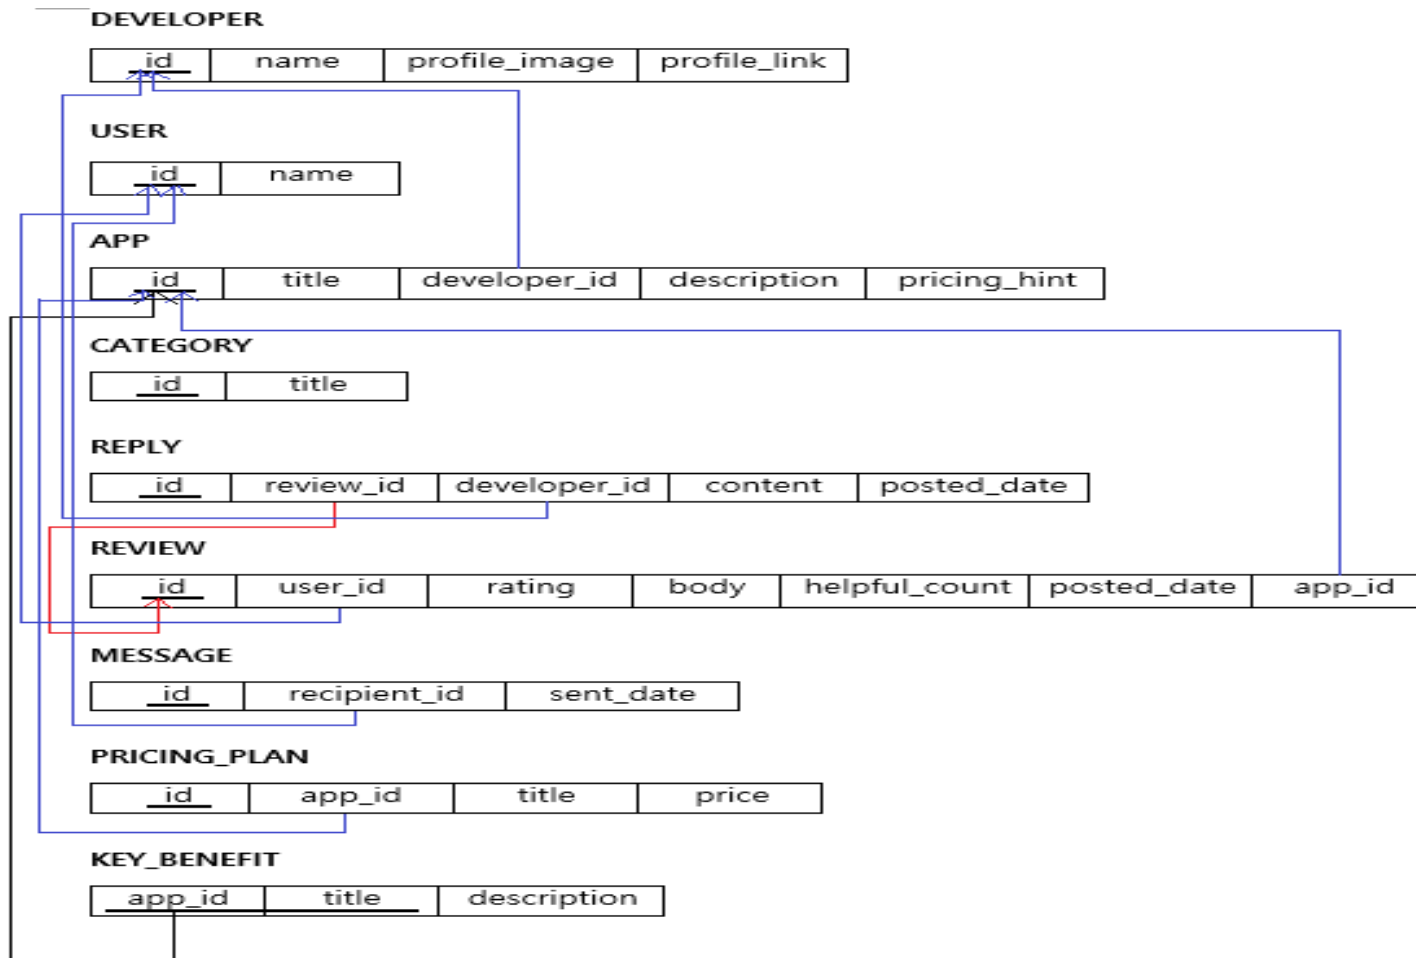 DEVELOPER
id name profile_image profile_link
USER
id name
APP
id title developer_id description pricing_hint
CATEGORY
id title
REPLY
id review_id developer_id content posted_date
REVIEW
id user_id rating body helpful_count posted_date app_id
MESSAGE
id recipient_id sent_date
PRICING_PLAN
id app_id title price
KEY_BENEFIT
app_id title description